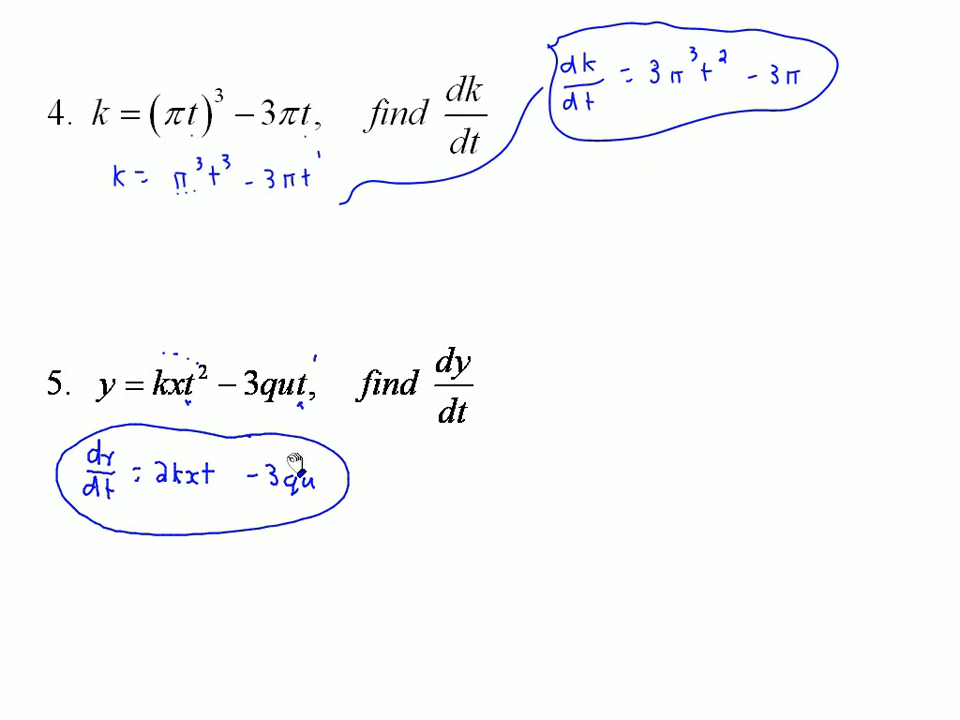 4. k = (πt)³ − 3πt, find dk/dt
dk/dt = 3π³t² − 3π
k = π³t³ − 3πt'
5. y = kxt² − 3qut, find dy/dt
dy/dt = 2kxt − 3qu